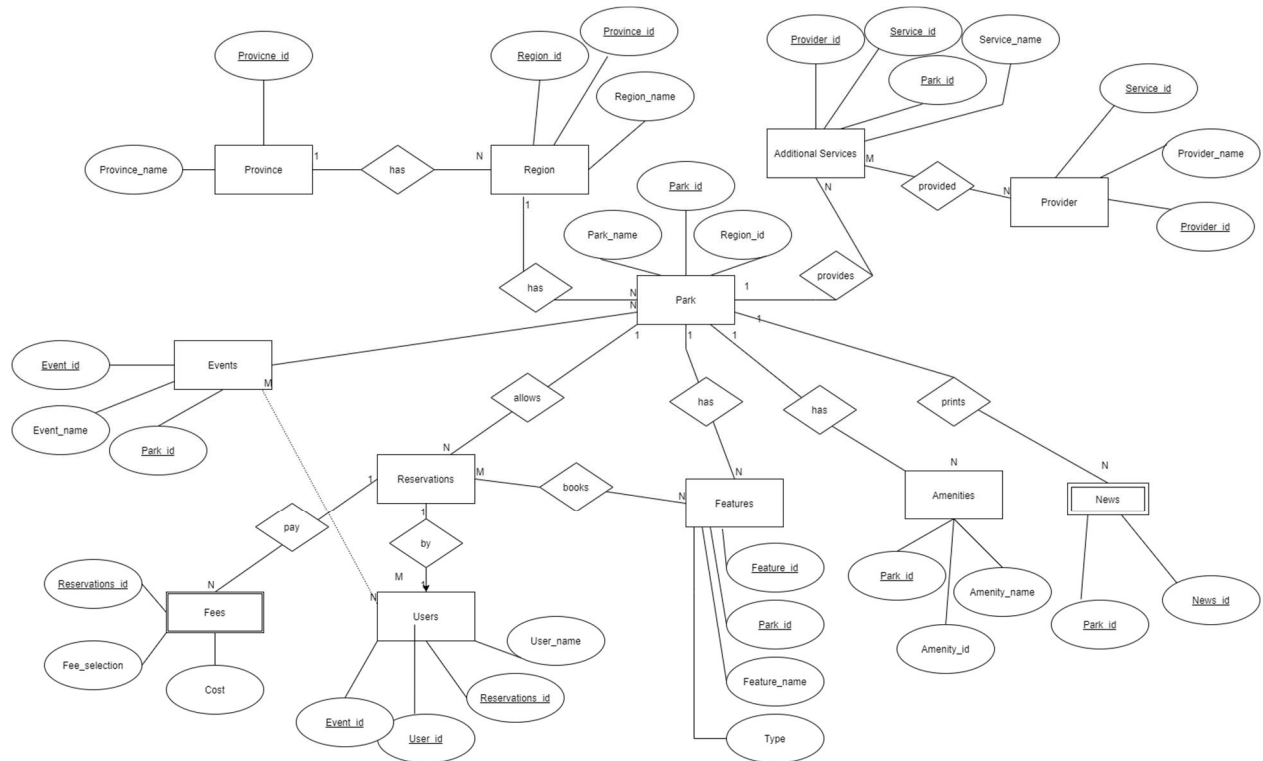 Provicne_id
Region_id
Province_id
Provider_id
Service_id
Service_name
Park_id
Region_name
Service_id
Province_name
Province
1
has
N
Region
Additional Services
M
provided
N
Provider
Provider_name
Provider_id
1
Park_id
Park_name
Region_id
N
provides
has
N
N
Park
1
1
1
1
1
Event_id
Events
M
Event_name
Park_id
allows
has
has
prints
N
1
Reservations
M
books
N
N
Features
N
Amenities
N
News
pay
1
by
N
M
1
N
Reservations_id
Fees
Fee_selection
Cost
Users
User_name
Reservations_id
Event_id
User_id
Feature_id
Park_id
Feature_name
Type
Park_id
Amenity_name
Amenity_id
Park_id
News_id